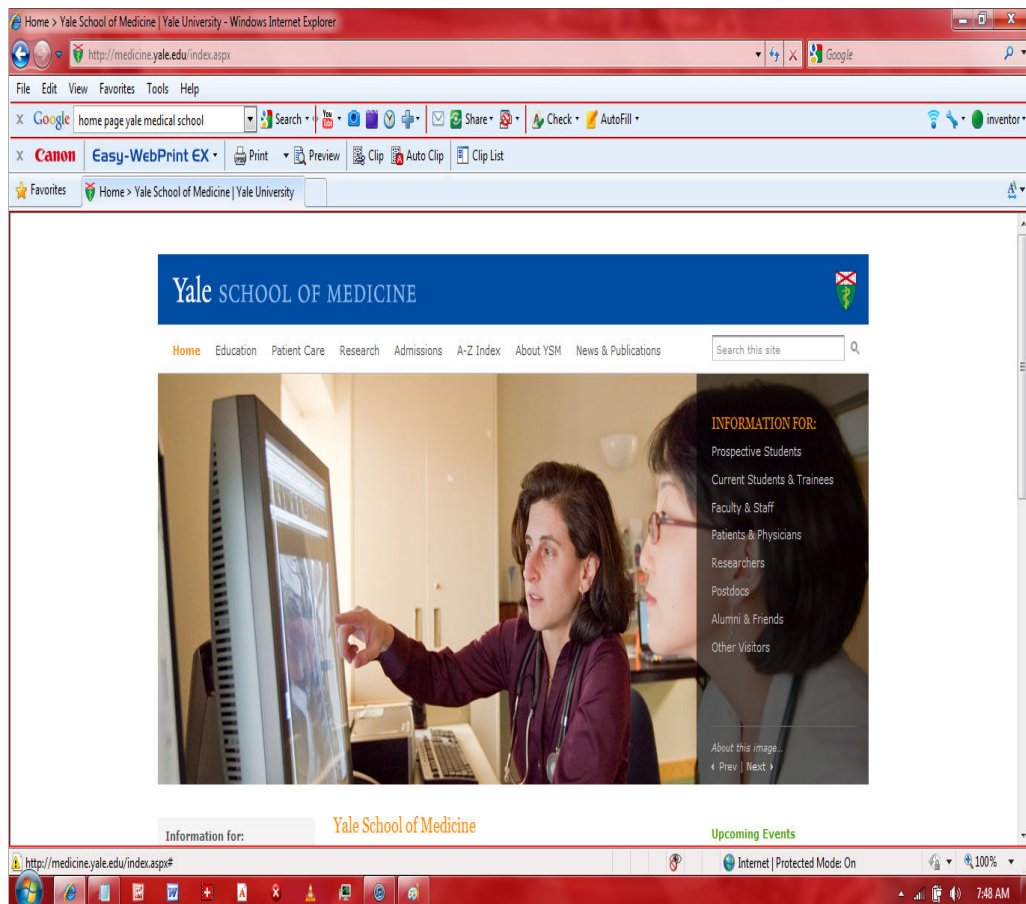 Home > Yale School of Medicine | Yale University - Windows Internet Explorer
http://medicine.yale.edu/index.aspx
Google
File Edit View Favorites Tools Help
X Google home page yale medical school Search You Share Check AutoFill inventor
x Canon Easy-WebPrint EX Print Preview Clip Auto Clip Clip List
Favorites Home > Yale School of Medicine | Yale University
Yale SCHOOL OF MEDICINE
Home Education Patient Care Research Admissions A-Z Index About YSM News & Publications Search this site
INFORMATION FOR:
Prospective Students
Current Students & Trainees
Faculty & Staff
Patients & Physicians
Researchers
Postdocs
Alumni & Friends
Other Visitors
About this image...
Prev | Next
Information for:
Yale School of Medicine
Upcoming Events
http://medicine.yale.edu/index.aspx# Internet | Protected Mode: On 100%
7:48 AM